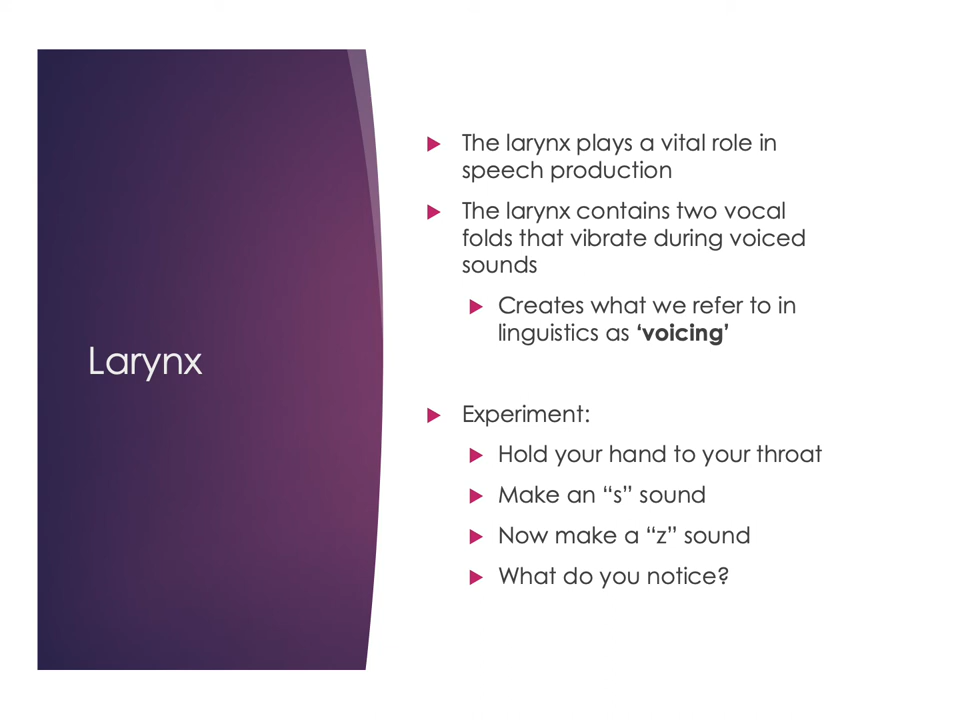 Larynx
The larynx plays a vital role in
speech production
The larynx contains two vocal
folds that vibrate during voiced
sounds
Creates what we refer to in
linguistics as ‘voicing’
Experiment:
Hold your hand to your throat
Make an “s” sound
Now make a “z” sound
What do you notice?